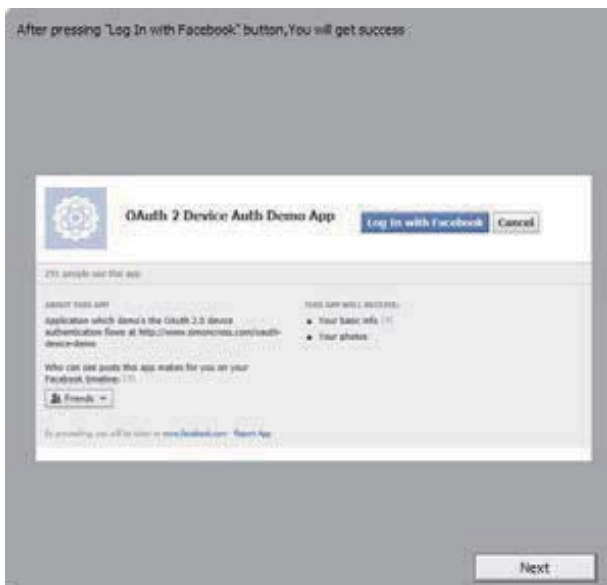 After pressing "Log In with Facebook" button,You will get success
OAuth 2 Device Auth Demo App
Log In with Facebook
Cancel
291 people use this app
ABOUT THIS APP
Application which demo's the OAuth 2.0 device
authentication flows at http://www.simoncross.com/oauth-
device-demo
Who can see posts this app makes for you on your
Facebook timeline: [?]
Friends
THIS APP WILL RECEIVE:
Your basic info [?]
Your photos
By proceeding, you will be taken to www.facebook.com · Report App
Next